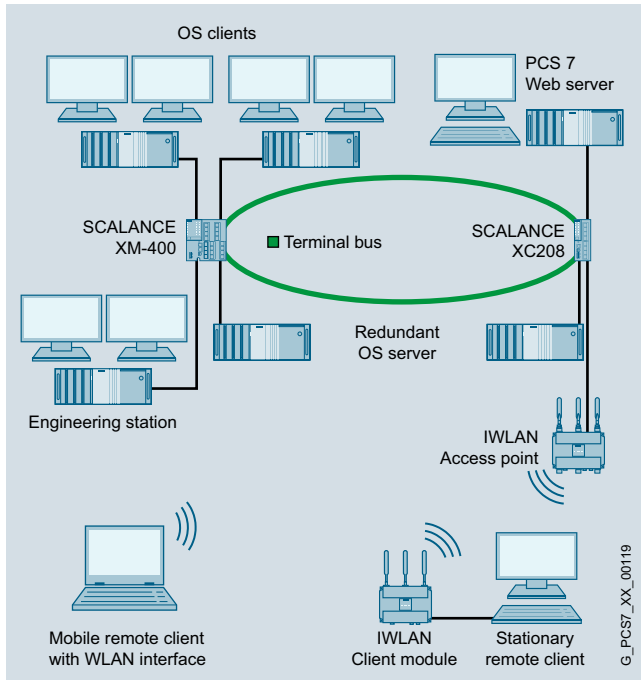 OS clients
PCS 7
Web server
SCALANCE
XM-400
Terminal bus
SCALANCE
XC208
Redundant
OS server
Engineering station
IWLAN
Access point
Mobile remote client
with WLAN interface
IWLAN
Client module
Stationary
remote client
G_PCS7_XX_00119